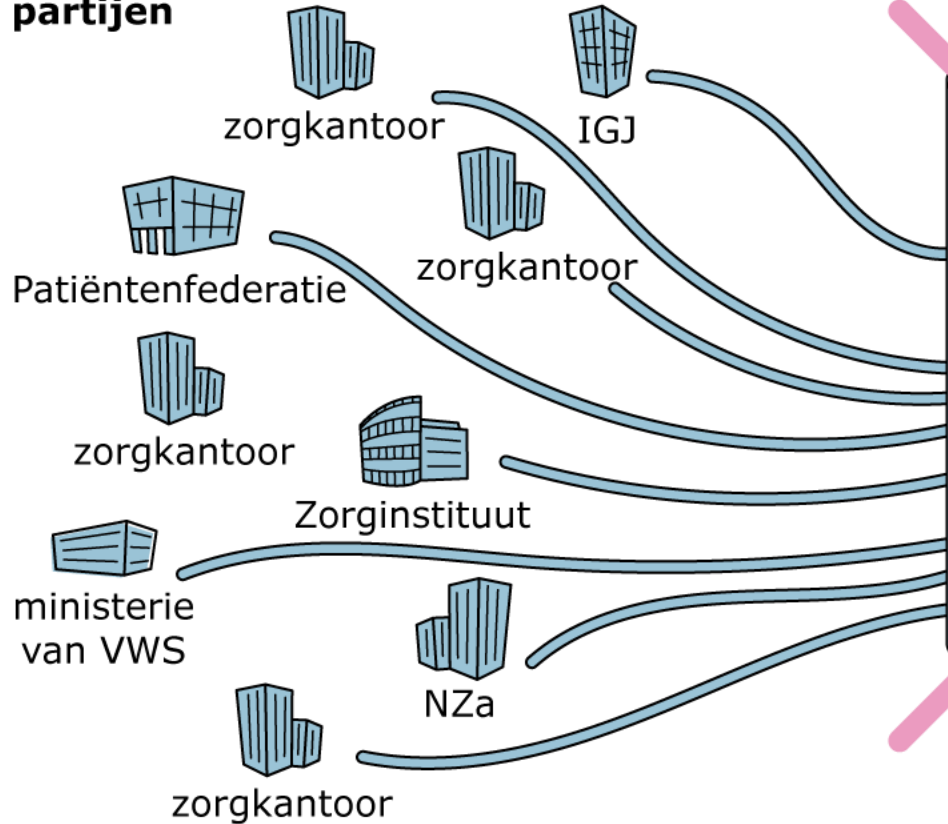 partijen
zorgkantoor
IGJ
zorgkantoor
Patiëntenfederatie
zorgkantoor
Zorginstituut
ministerie
van VWS
NZa
zorgkantoor